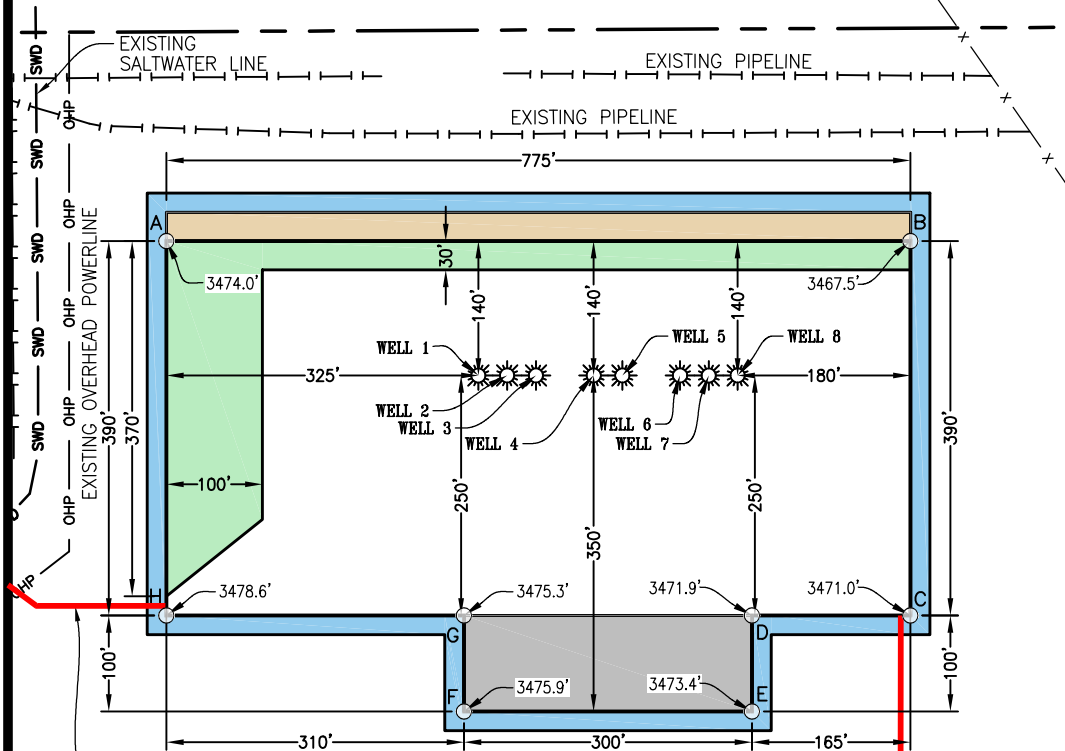 EXISTING
SALTWATER LINE
SWD
EXISTING PIPELINE
OHP
EXISTING PIPELINE
SWD
775'
A
B
OHP
SWD
30'
3474.0'
3467.5'
140'
140'
140'
EXISTING OVERHEAD POWERLINE
OHP
SWD
WELL 1
WELL 5
WELL 8
325'
180'
OHP
WELL 2
WELL 3
WELL 4
WELL 6
WELL 7
SWD
390'
370'
390'
100'
250'
250'
OHP
350'
OHP
H
3478.6'
3475.3'
3471.9'
3471.0'
C
G
D
100'
100'
F
3475.9'
3473.4'
E
310'
300'
165'